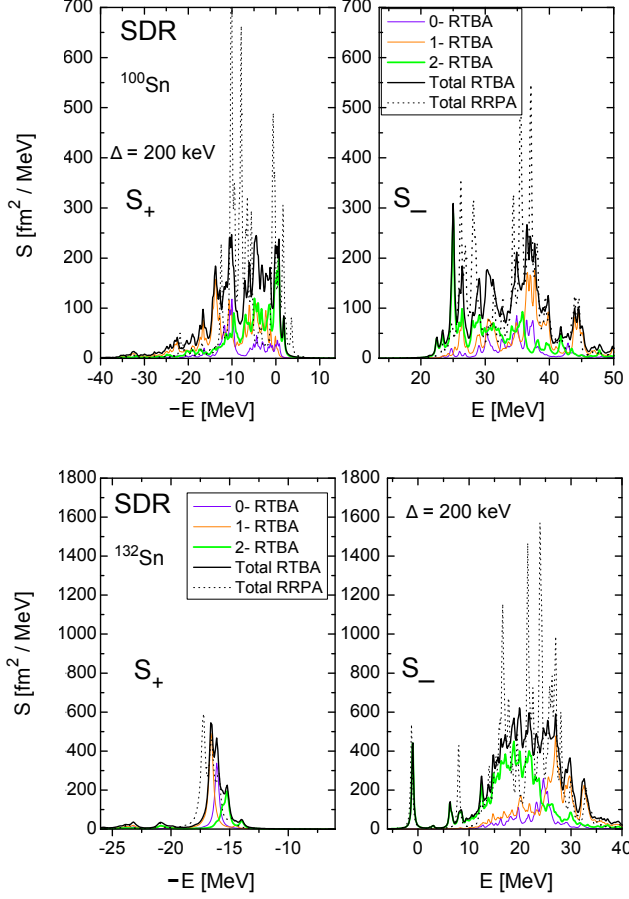 SDR
¹⁰⁰Sn
Δ = 200 keV
S₊
S [fm² / MeV]
0
100
200
300
400
500
600
700
-40
-30
-20
-10
0
10
−E [MeV]
0- RTBA
1- RTBA
2- RTBA
Total RTBA
Total RRPA
S_
0
100
200
300
400
500
600
700
20
30
40
50
E [MeV]
SDR
¹³²Sn
0- RTBA
1- RTBA
2- RTBA
Total RTBA
Total RRPA
S₊
S [fm² / MeV]
0
200
400
600
800
1000
1200
1400
1600
1800
-25
-20
-15
-10
−E [MeV]
Δ = 200 keV
S_
0
200
400
600
800
1000
1200
1400
1600
1800
0
10
20
30
40
E [MeV]